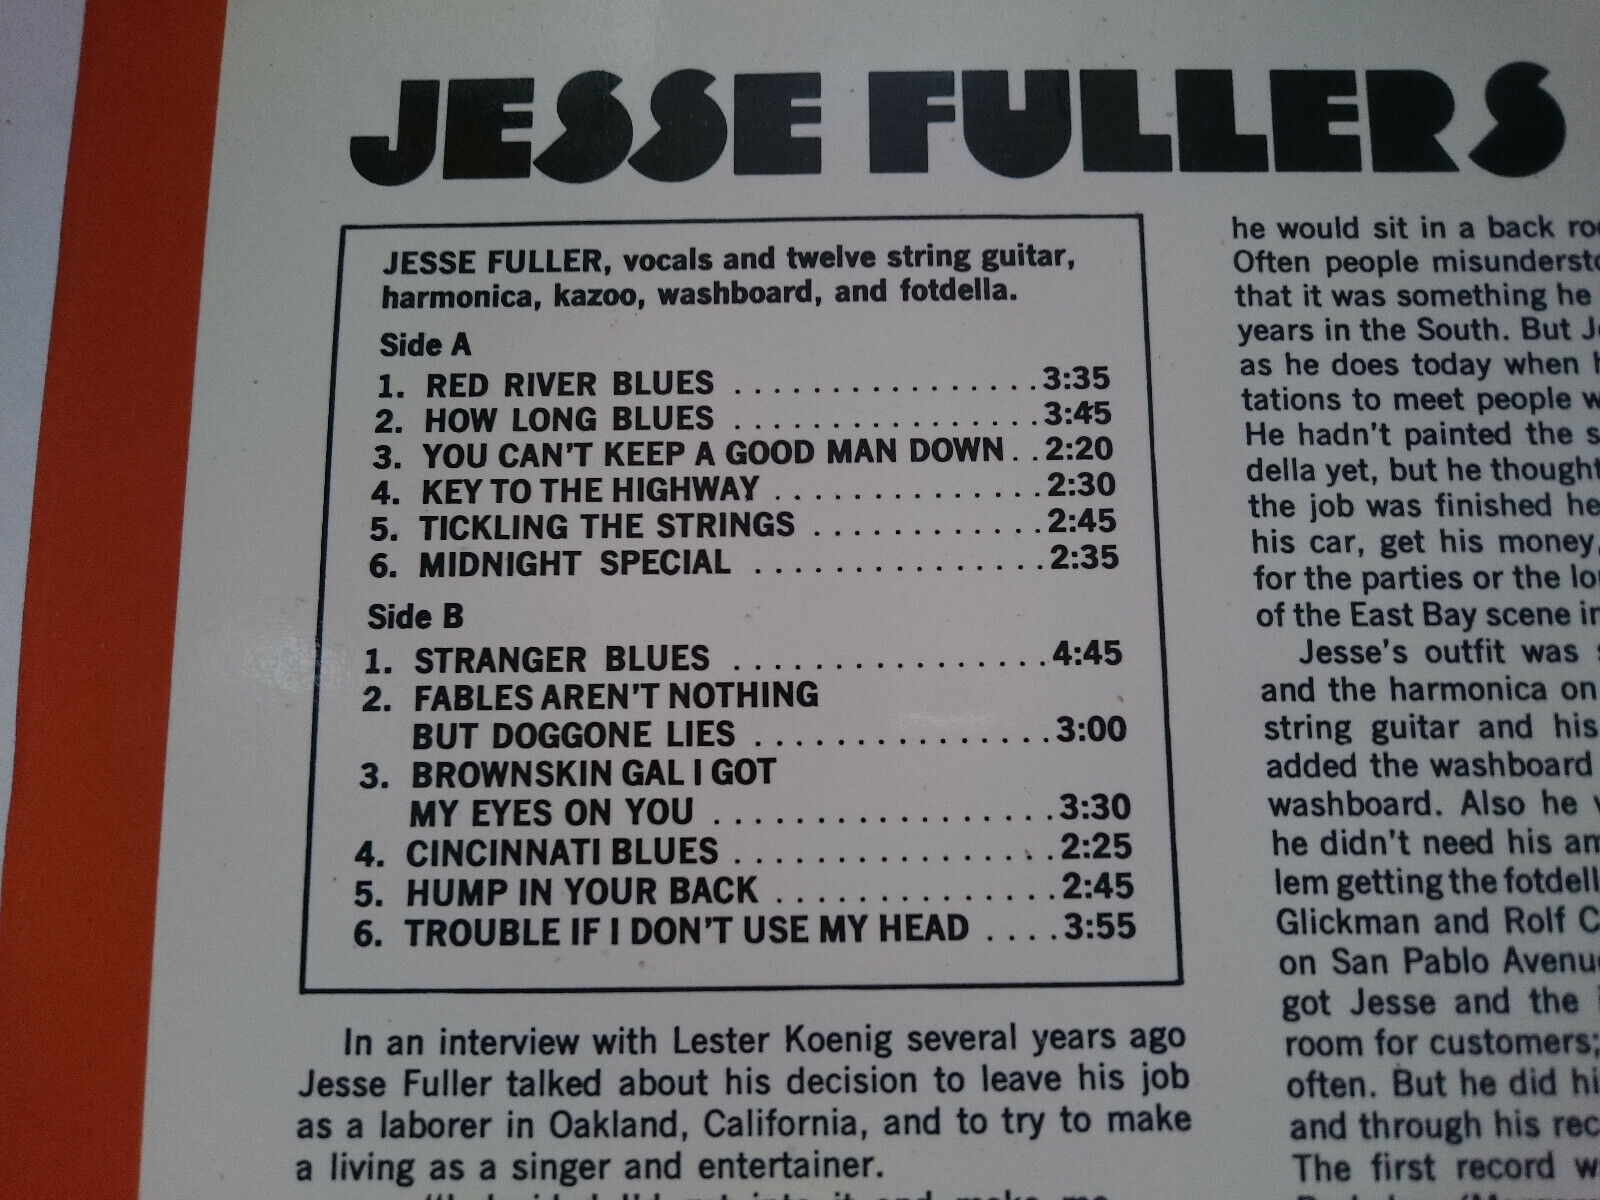 JESSE FULLERS
JESSE FULLER, vocals and twelve string guitar,
harmonica, kazoo, washboard, and fotdella.
Side A
1. RED RIVER BLUES ................ 3:35
2. HOW LONG BLUES ................ 3:45
3. YOU CAN'T KEEP A GOOD MAN DOWN .. 2:20
4. KEY TO THE HIGHWAY .............. 2:30
5. TICKLING THE STRINGS ............ 2:45
6. MIDNIGHT SPECIAL ............... 2:35
Side B
1. STRANGER BLUES ................ 4:45
2. FABLES AREN'T NOTHING
BUT DOGGONE LIES ............... 3:00
3. BROWNSKIN GAL I GOT
MY EYES ON YOU .................. 3:30
4. CINCINNATI BLUES ................ 2:25
5. HUMP IN YOUR BACK .............. 2:45
6. TROUBLE IF I DON'T USE MY HEAD .... 3:55
In an interview with Lester Koenig several years ago
Jesse Fuller talked about his decision to leave his job
as a laborer in Oakland, California, and to try to make
a living as a singer and entertainer.
he would sit in a back
Often people
that it was something he
years in the South. But
as he does today when
tations to meet people
He hadn't painted the
della yet, but he thought
the job was finished he
his car, get his money,
for the parties or the
of the East Bay scene
Jesse's outfit was
and the harmonica on
string guitar and his
added the washboard
washboard. Also he
he didn't need his
lem getting the
Glickman and Rolf
on San Pablo
got Jesse and the
room for customers;
often. But he did
and through his
The first record